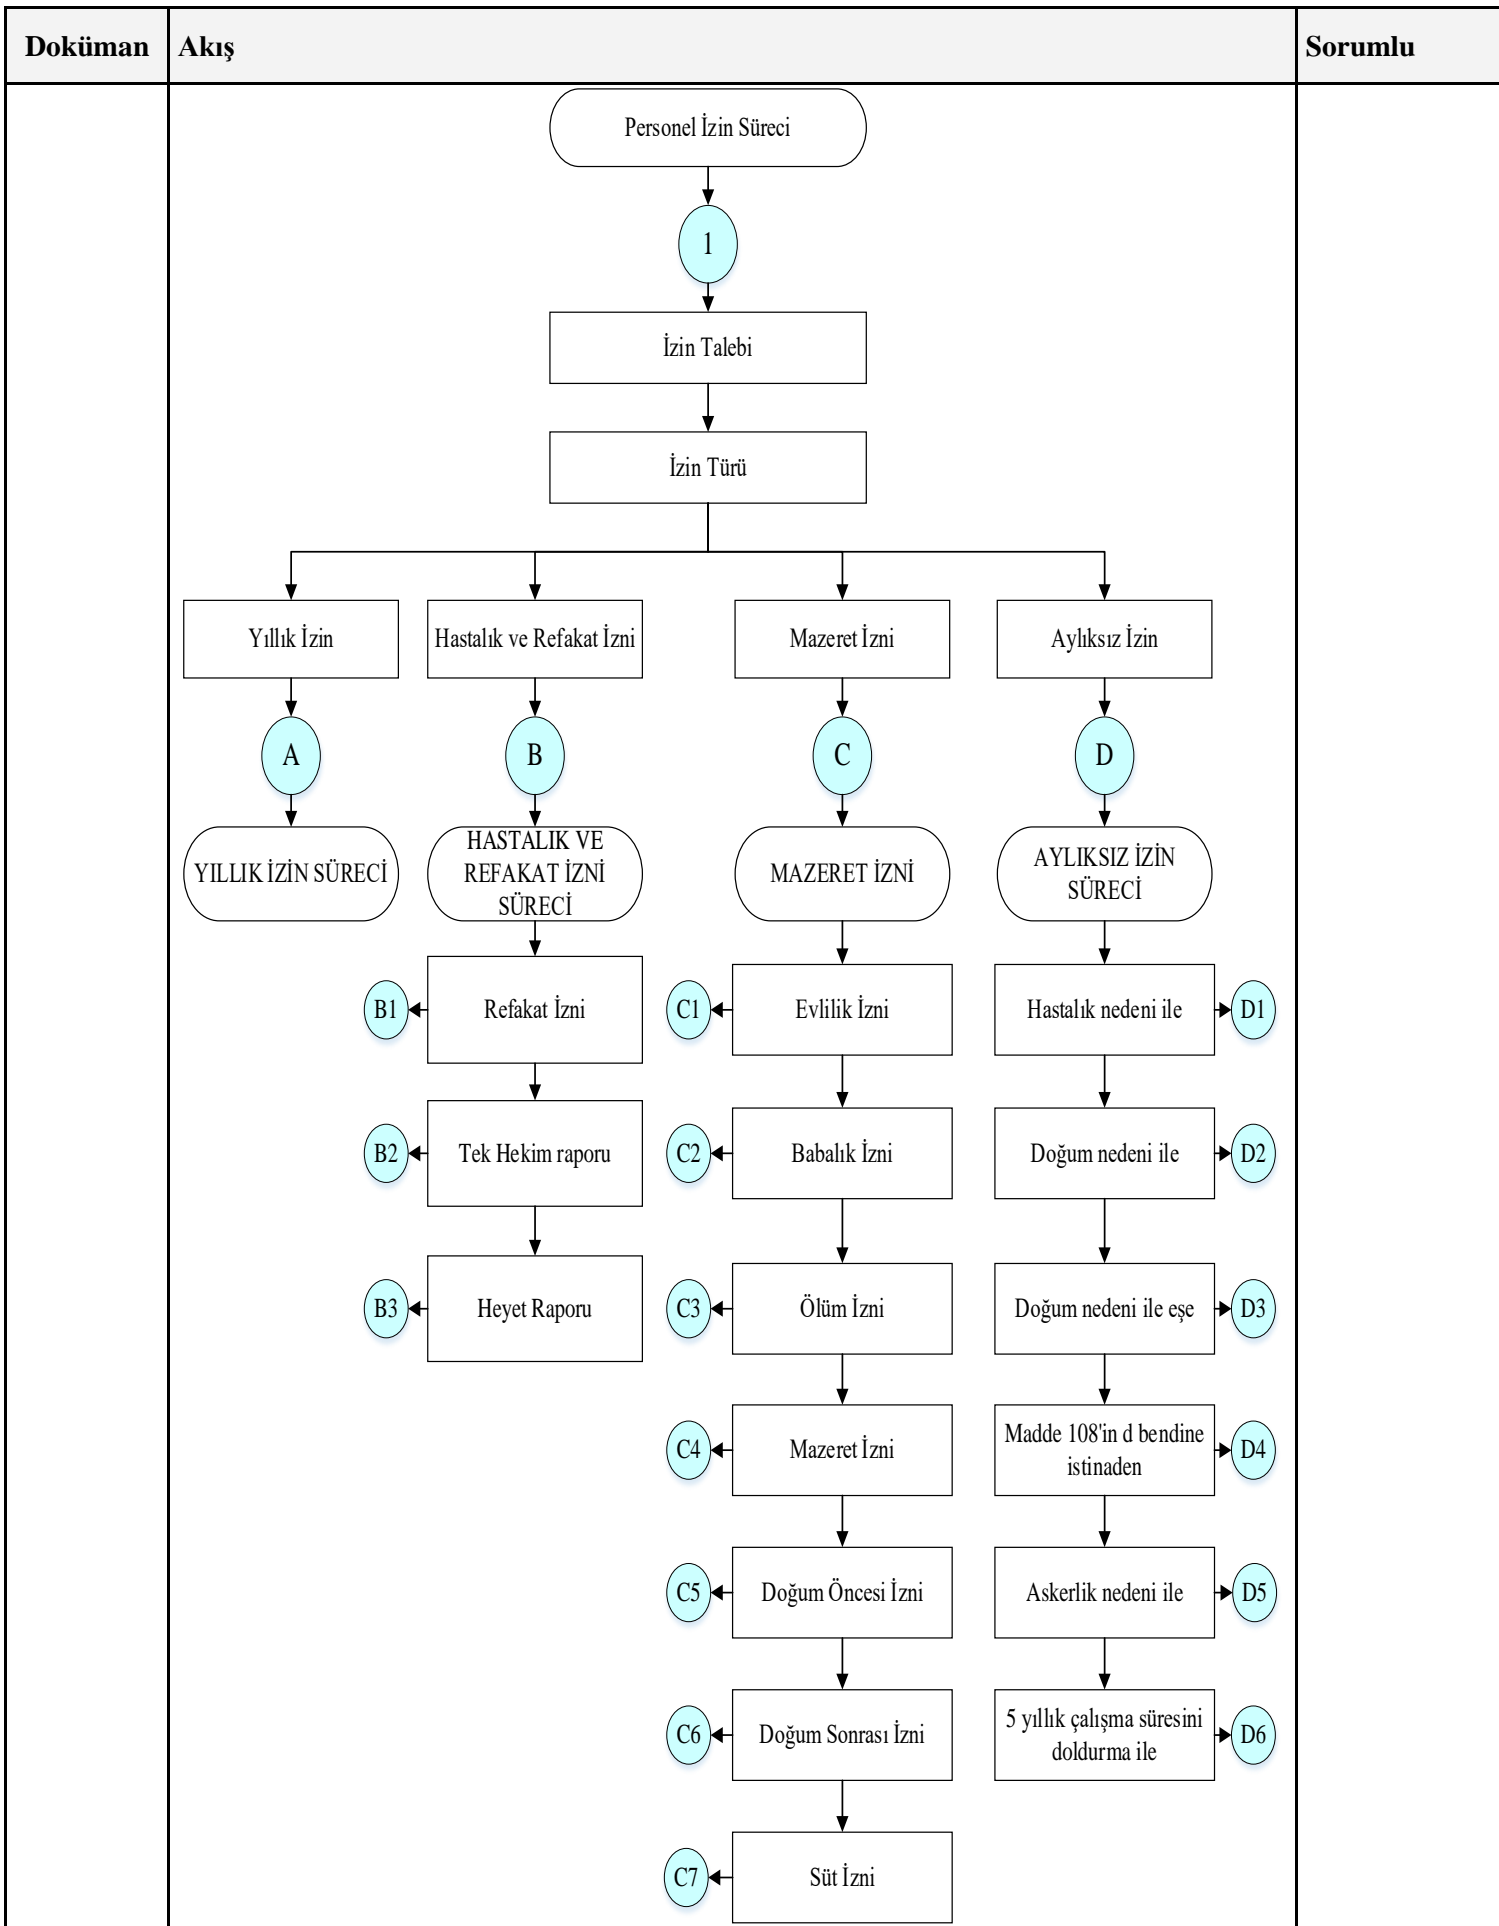 Doküman Akış Sorumlu
Personel İzin Süreci
1
İzin Talebi
İzin Türü
Yıllık İzin
Hastalık ve Refakat İzni
Mazeret İzni
Aylıksız İzin
A
B
C
D
YILLIK İZİN SÜRECİ
HASTALIK VE
REFAKAT İZNİ
SÜRECİ
MAZERET İZNİ
AYLIKSIZ İZİN
SÜRECİ
B1
Refakat İzni
C1
Evlilik İzni
Hastalık nedeni ile
D1
B2
Tek Hekim raporu
C2
Babalık İzni
Doğum nedeni ile
D2
B3
Heyet Raporu
C3
Ölüm İzni
Doğum nedeni ile eşe
D3
C4
Mazeret İzni
Madde 108'in d bendine
istinaden
D4
C5
Doğum Öncesi İzni
Askerlik nedeni ile
D5
C6
Doğum Sonrası İzni
5 yıllık çalışma süresini
doldurma ile
D6
C7
Süt İzni